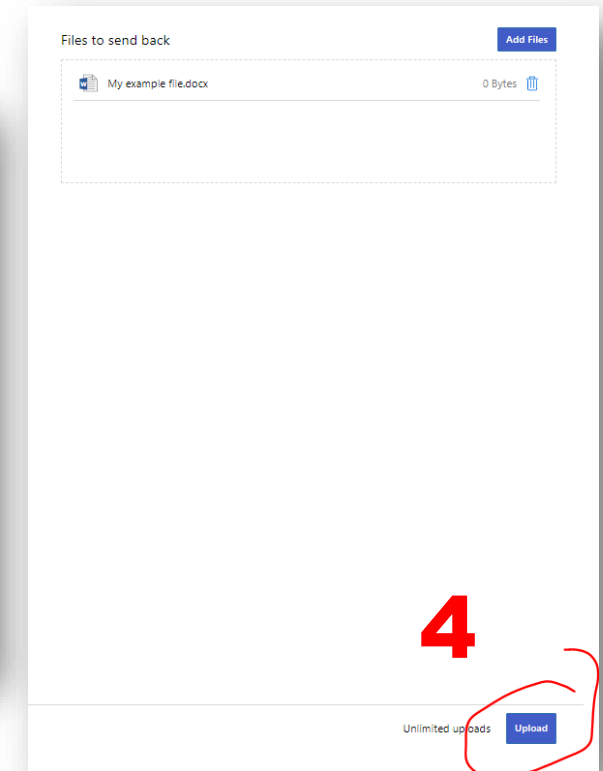 Files to send back
Add Files
My example file.docx
0 Bytes
4
Unlimited uploads
Upload